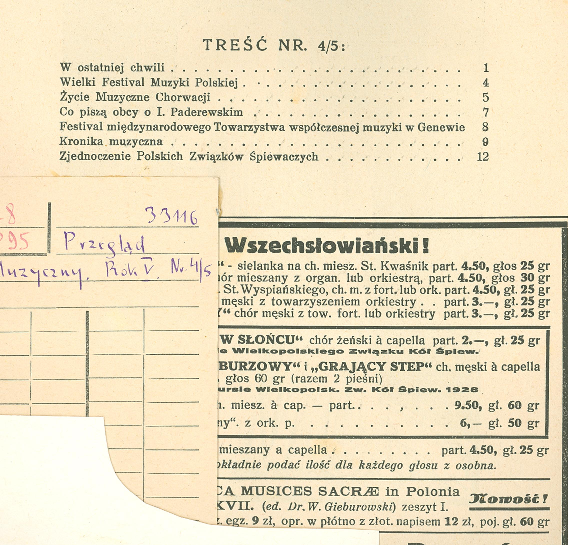 TREŚĆ NR. 4/5:
W ostatniej chwili . . . . . . . . . . . . . . . . . . . . 1
Wielki Festival Muzyki Polskiej . . . . . . . . . . . . . . . 4
Życie Muzyczne Chorwacji . . . . . . . . . . . . . . . . . 5
Co piszą obcy o I. Paderewskim . . . . . . . . . . . . . . . 7
Festival międzynarodowego Towarzystwa współczesnej muzyki w Genewie 8
Kronika muzyczna . . . . . . . . . . . . . . . . . . . . 9
Zjednoczenie Polskich Związków Śpiewaczych . . . . . . . . . . 12
33116
95 Przegląd
Muzyczny. Rok V. Nr. 4/5
Wszechsłowiański!
“ - sielanka na ch. miesz. St. Kwaśnik part. 4.50, głos 25 gr
mieszany z organ. lub orkiestrą, part. 4.50, głos 30 gr
St. Wyspiańskiego, ch. m. z fort. lub ork. part. 4.50, gł. 25 gr
męski z towarzyszeniem orkiestry . . part. 3.—, gł. 25 gr
“ chór męski z tow. fort. lub orkiestry part. 3.—, gł. 25 gr
W SŁOŃCU“ chór żeński à capella part. 2.—, gł. 25 gr
Wielkopolskiego Związku Kół Śpiew.
BURZOWY“ i „GRAJĄCY STEP“ ch. męski à capella
głos 60 gr (razem 2 pieśni)
Wielkopolsk. Zw. Kół Śpiew. 1928
miesz. à cap. — part. . . , . . 9.50, gł. 60 gr
ny“. z ork. p. . . . . . . . . . 6,— gł. 50 gr
mieszany a capella . . . . . . . . part. 4.50, gł. 25 gr
okładnie podać ilość dla każdego głosu z osobna.
CA MUSICES SACRÆ in Polonia
XVII. (ed. Dr. W. Gieburowski) zeszyt I. Nowość!
egz. 9 zł, opr. w płótno z złot. napisem 12 zł, poj. gł. 60 gr